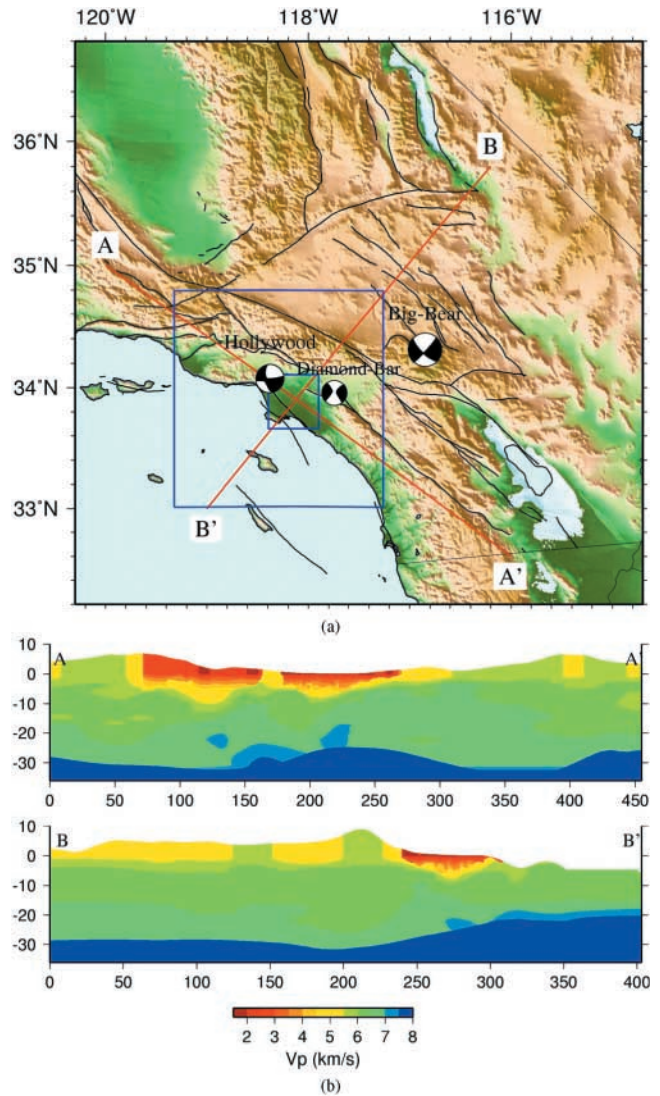 120°W 118°W 116°W
36°N
35°N
34°N
33°N
B
A
Big-Bear
Hollywood
Diamond-Bar
B'
A'
(a)
10
0
-10
-20
-30
A
A'
0 50 100 150 200 250 300 350 400 450
10
0
-10
-20
-30
B
B'
0 50 100 150 200 250 300 350 400
2 3 4 5 6 7 8
Vp (km/s)
(b)